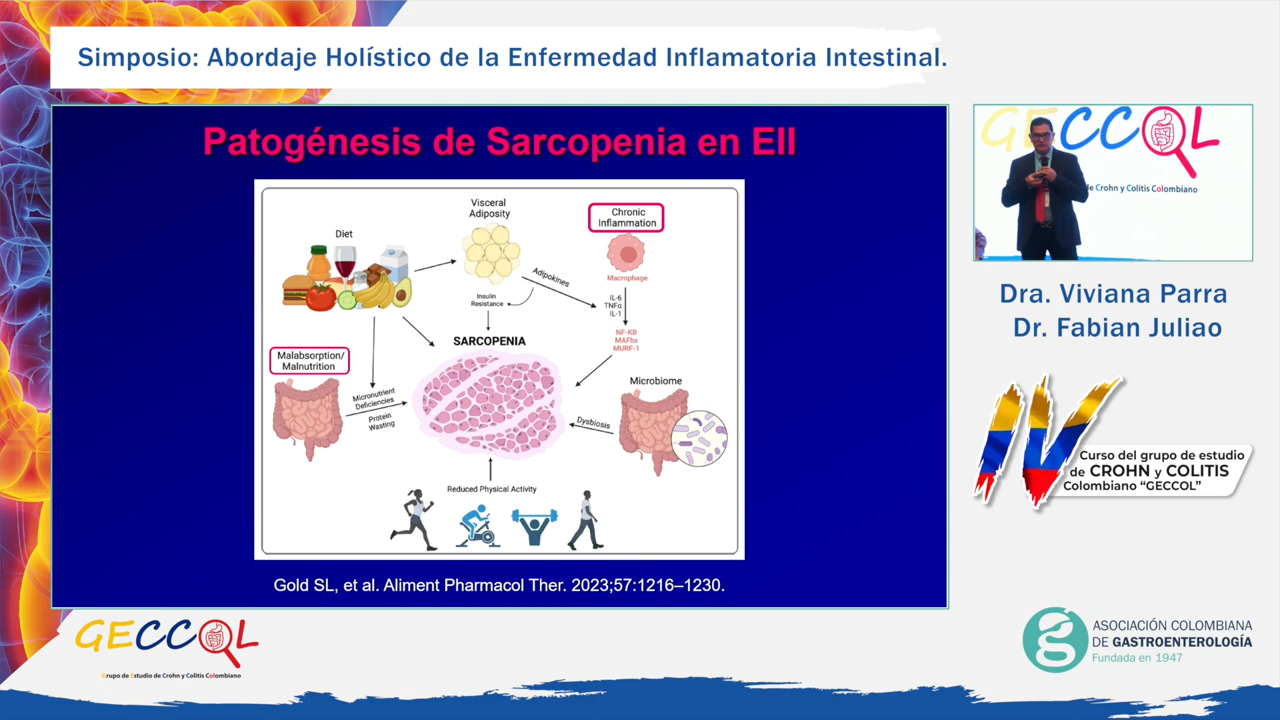 Simposio: Abordaje Holístico de la Enfermedad Inflamatoria Intestinal.
Patogénesis de Sarcopenia en EII
Diet
Visceral
Adiposity
Chronic
Inflammation
Macrophage
Adipokines
Insulin
Resistance
IL-6
TNFα
IL-1
NF-KB
MAFbx
MURF-1
SARCOPENIA
Malabsorption/
Malnutrition
Micronutrient
Deficiencies
Protein
Wasting
Microbiome
Dysbiosis
Reduced Physical Activity
Gold SL, et al. Aliment Pharmacol Ther. 2023;57:1216–1230.
GECCOL
de Crohn y Colitis Colombiano
Dra. Viviana Parra
Dr. Fabian Juliao
IV
Curso del grupo de estudio
de CROHN y COLITIS
Colombiano "GECCOL"
GECCOL
Grupo de Estudio de Crohn y Colitis Colombiano
ASOCIACIÓN COLOMBIANA
DE GASTROENTEROLOGÍA
Fundada en 1947